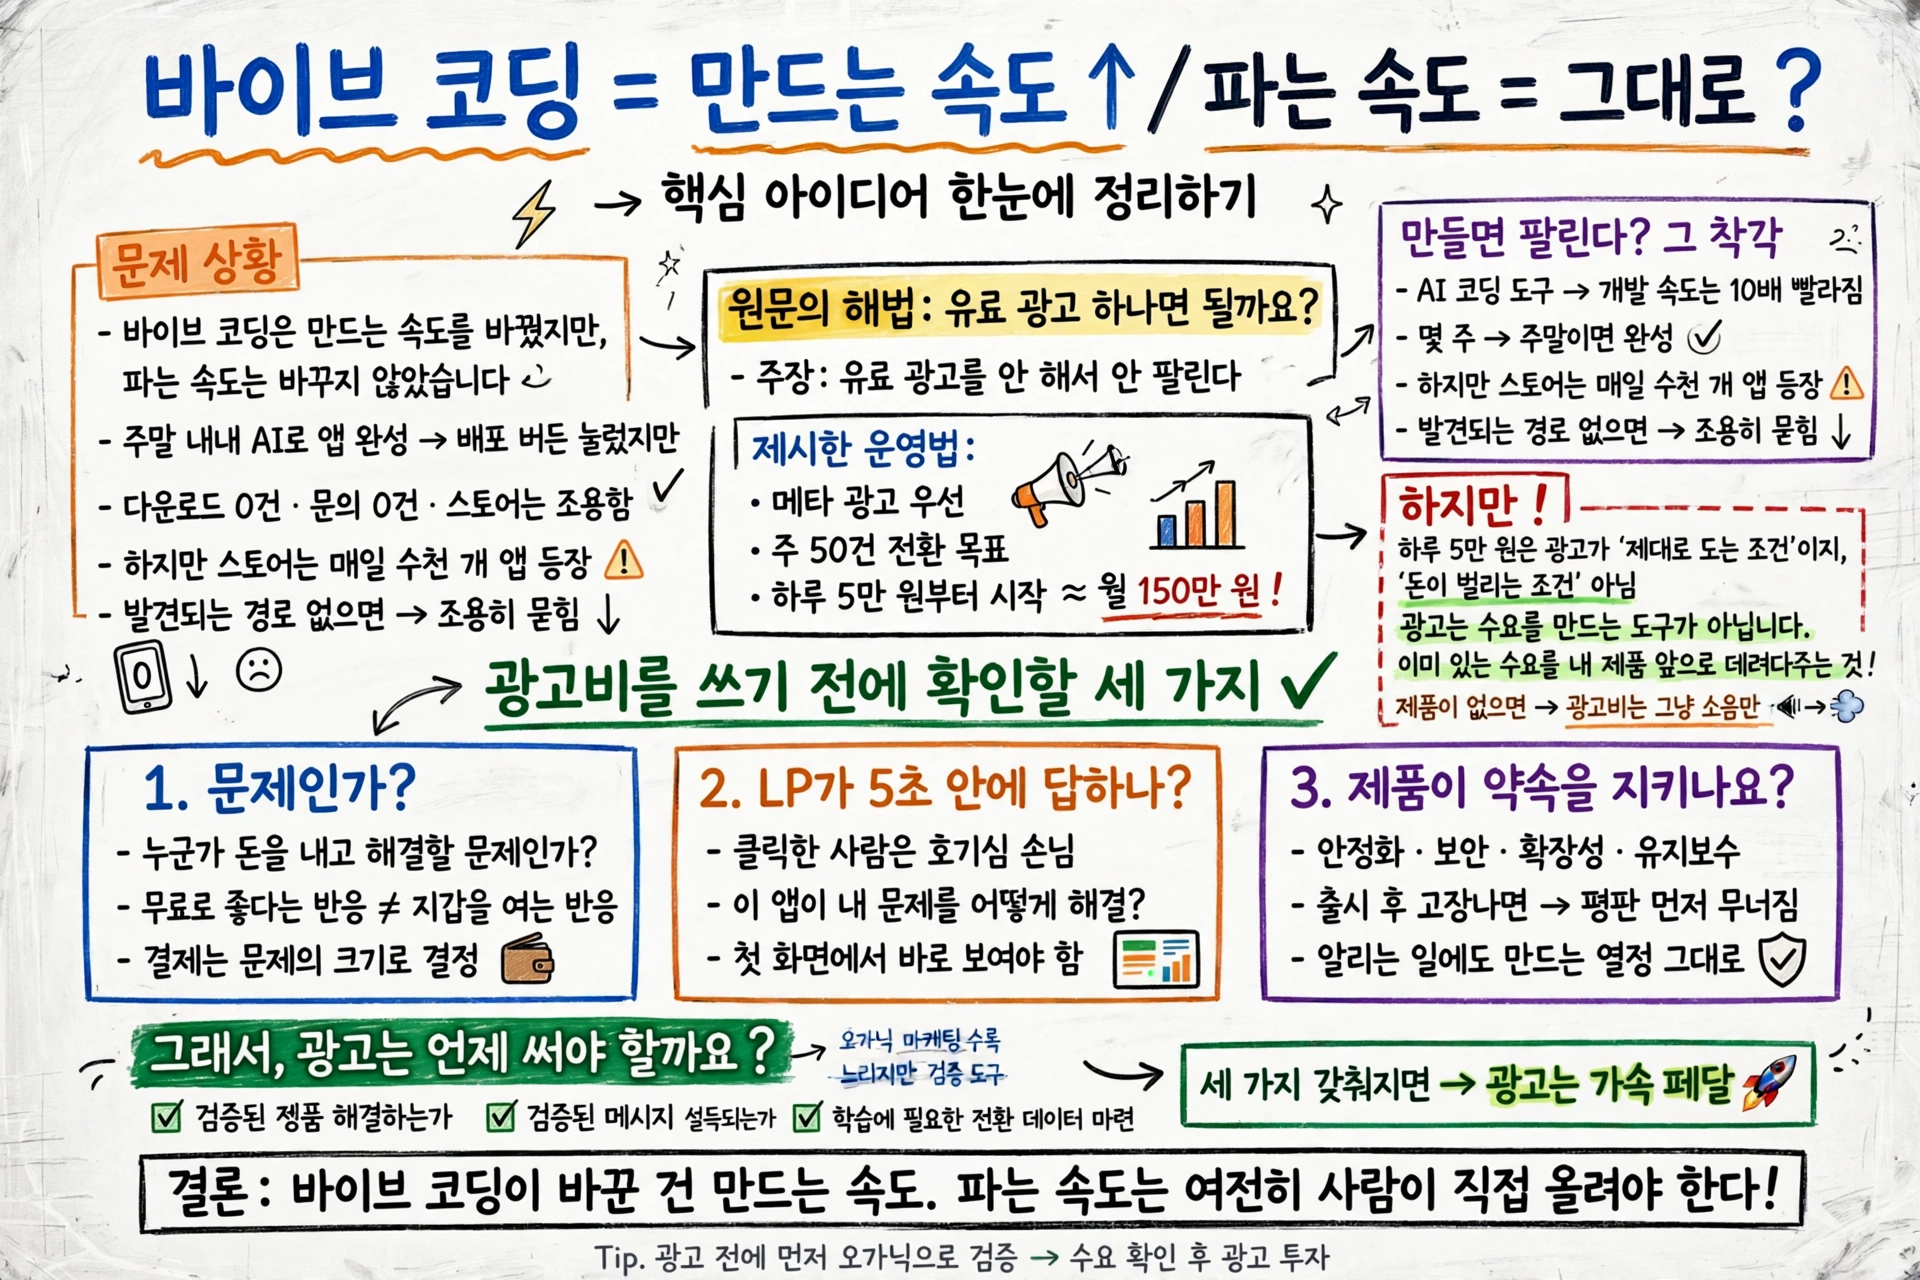 바이브 코딩 = 만드는 속도 ↑ / 파는 속도 = 그대로 ?
→ 핵심 아이디어 한눈에 정리하기
문제 상황
- 바이브 코딩은 만드는 속도를 바꿨지만,
파는 속도는 바꾸지 않았습니다
- 주말 내내 AI로 앱 완성 → 배포 버든 눌렀지만
- 다운로드 0건 · 문의 0건 · 스토어는 조용함
- 하지만 스토어는 매일 수천 개 앱 등장
- 발견되는 경로 없으면 → 조용히 묻힘 ↓
0
원문의 해법 : 유료 광고 하나면 될까요?
- 주장 : 유료 광고를 안 해서 안 팔린다
제시한 운영법 :
• 메타 광고 우선
• 주 50건 전환 목표
• 하루 5만 원부터 시작 ≈ 월 150만 원 !
만들면 팔린다? 그 착각
- AI 코딩 도구 → 개발 속도는 10배 빨라짐
- 몇 주 → 주말이면 완성
- 하지만 스토어는 매일 수천 개 앱 등장
- 발견되는 경로 없으면 → 조용히 묻힘 ↓
하지만 !
하루 5만 원은 광고가 '제대로 도는 조건'이지,
'돈이 벌리는 조건' 아님
광고는 수요를 만드는 도구가 아닙니다.
이미 있는 수요를 내 제품 앞으로 데려다주는 것!
제품이 없으면 → 광고비는 그냥 소음만
광고비를 쓰기 전에 확인할 세 가지 ✓
1. 문제인가?
- 누군가 돈을 내고 해결할 문제인가?
- 무료로 좋다는 반응 ≠ 지갑을 여는 반응
- 결제는 문제의 크기로 결정
2. LP가 5초 안에 답하나?
- 클릭한 사람은 호기심 손님
- 이 앱이 내 문제를 어떻게 해결?
- 첫 화면에서 바로 보여야 함
3. 제품이 약속을 지키나요?
- 안정화 · 보안 · 확장성 · 유지보수
- 출시 후 고장나면 → 평판 먼저 무너짐
- 알리는 일에도 만드는 열정 그대로
그래서, 광고는 언제 써야 할까요 ?
오가닉 마케팅 수록
느리지만 검증 도구
검증된 젱품 해결하는가
검증된 메시지 설득되는가
학습에 필요한 전환 데이터 마련
세 가지 갖춰지면 → 광고는 가속 페달
결론 : 바이브 코딩이 바꾼 건 만드는 속도. 파는 속도는 여전히 사람이 직접 올려야 한다!
Tip. 광고 전에 먼저 오가닉으로 검증 → 수요 확인 후 광고 투자